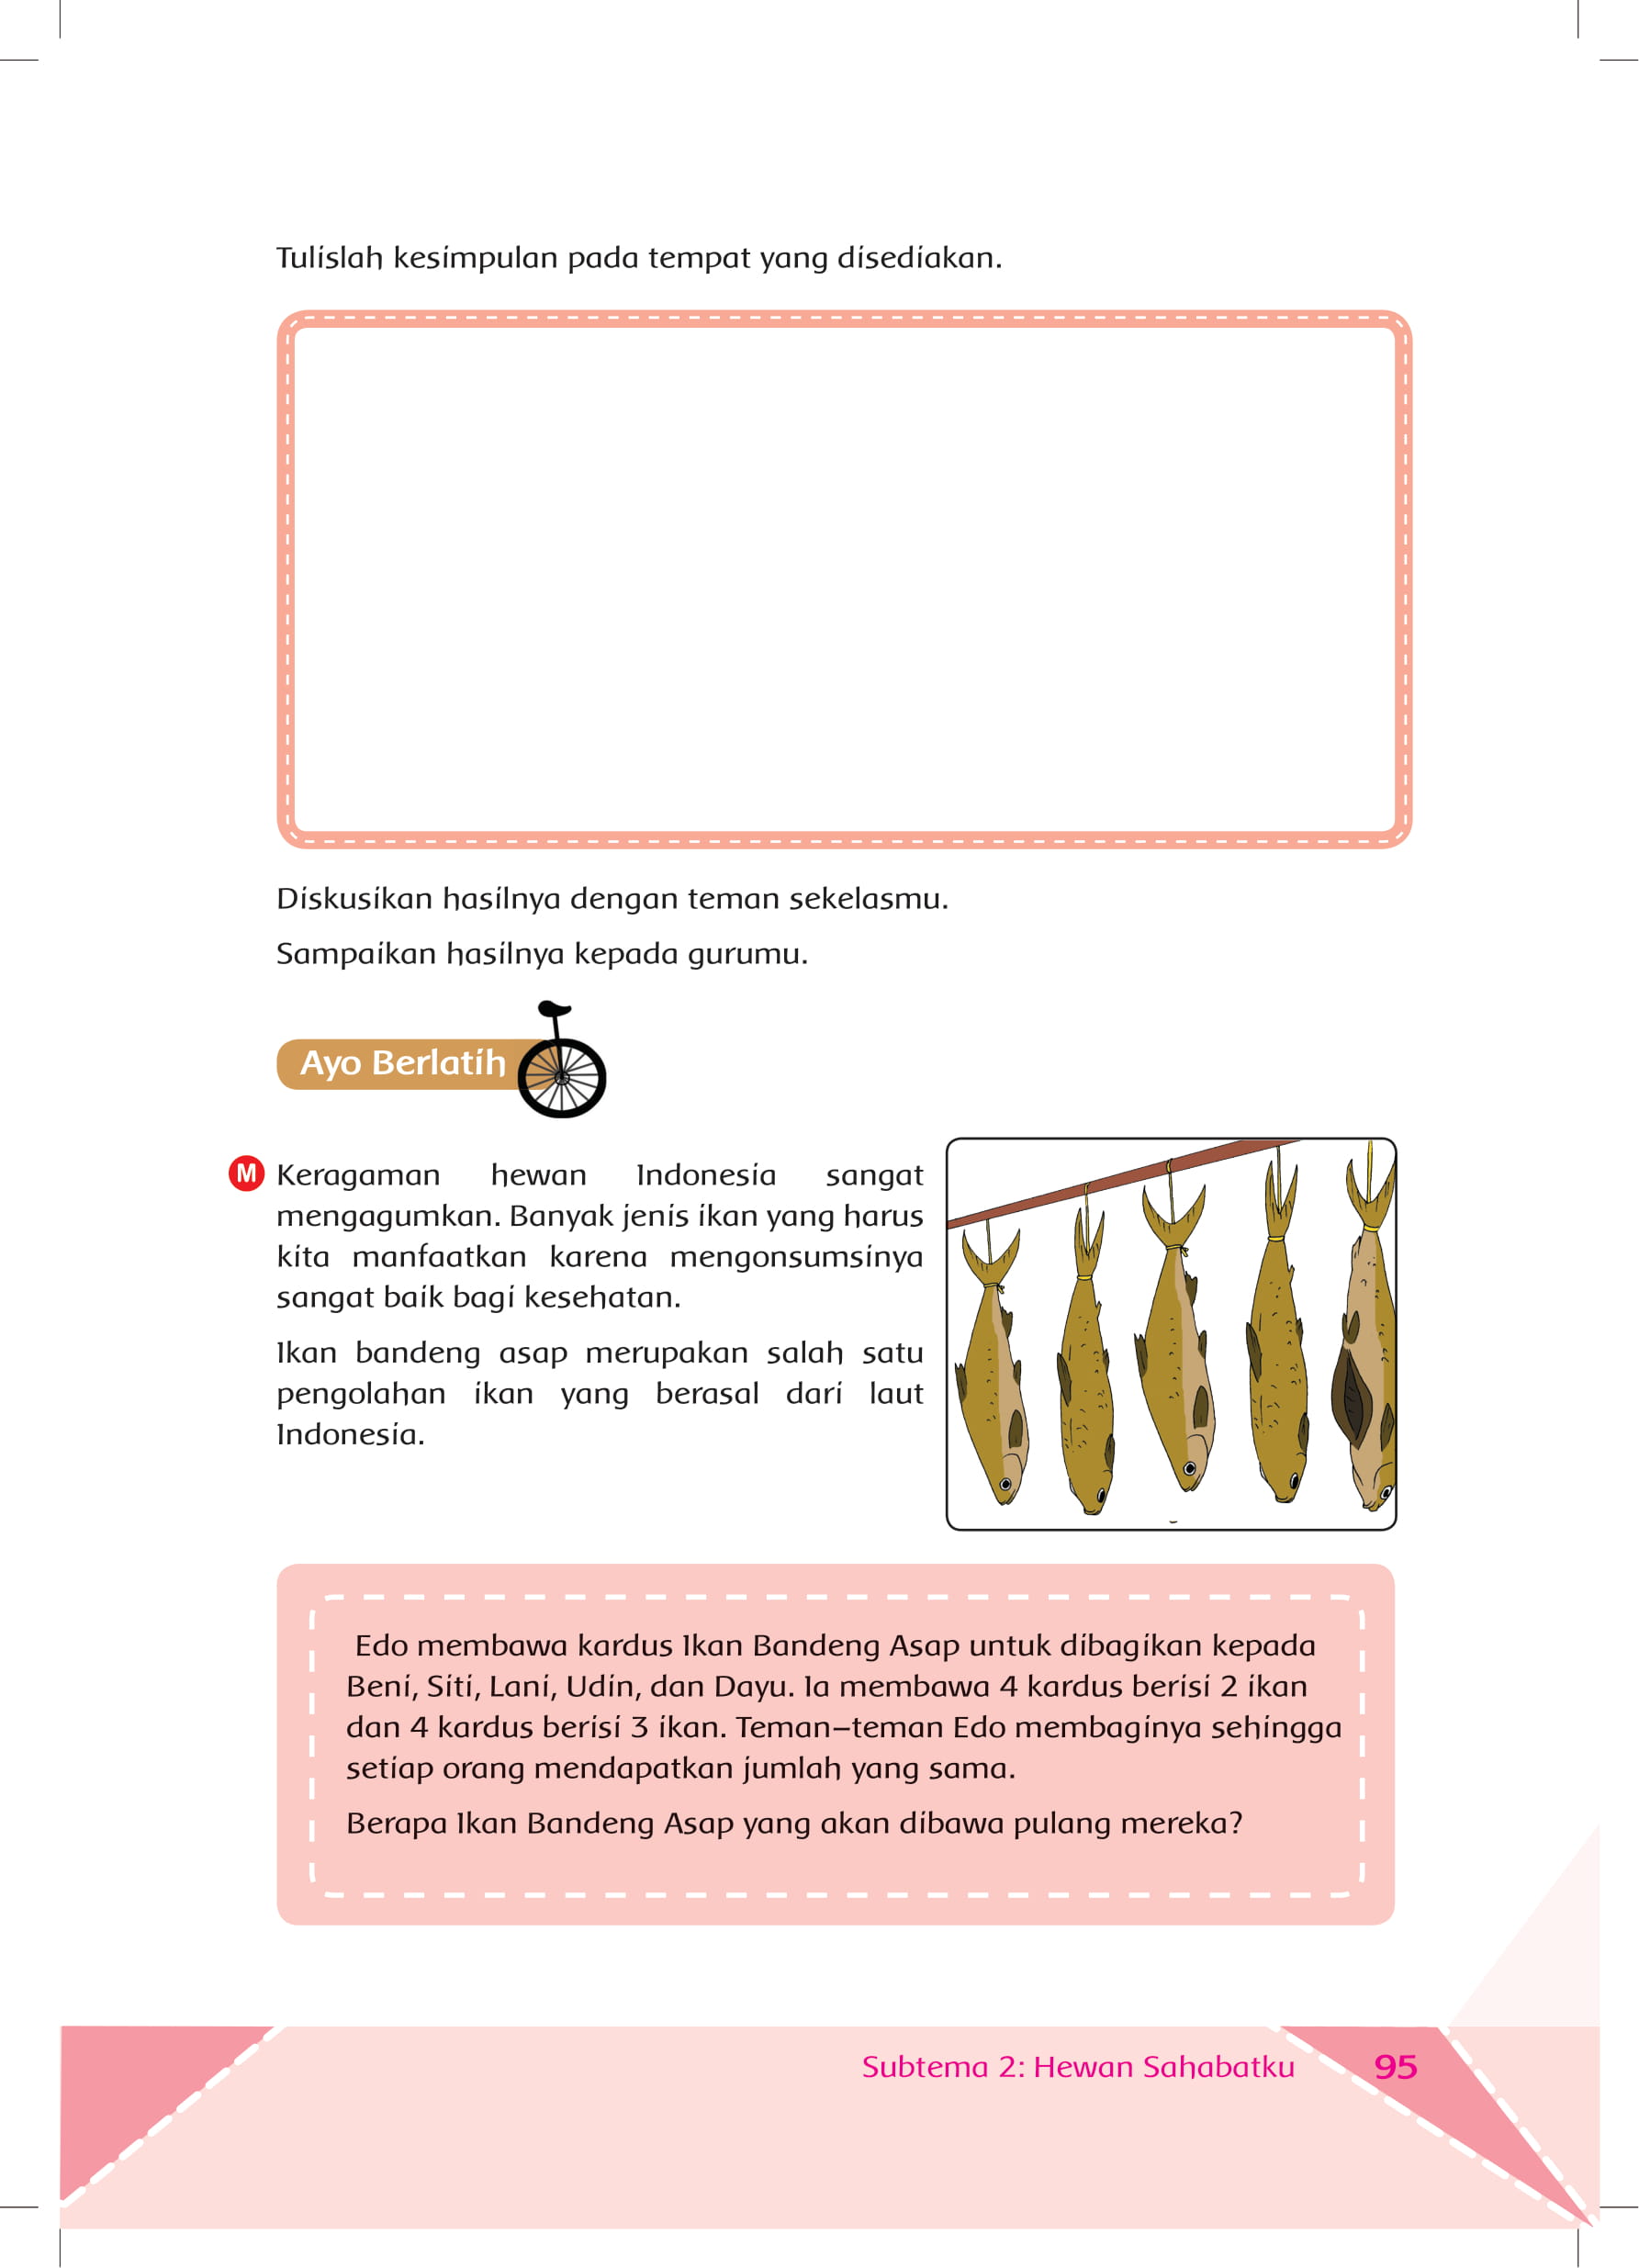 Tulislah kesimpulan pada tempat yang disediakan.
Diskusikan hasilnya dengan teman sekelasmu.
Sampaikan hasilnya kepada gurumu.
Ayo Berlatih
M Keragaman hewan Indonesia sangat
mengagumkan. Banyak jenis ikan yang harus
kita manfaatkan karena mengonsumsinya
sangat baik bagi kesehatan.
Ikan bandeng asap merupakan salah satu
pengolahan ikan yang berasal dari laut
Indonesia.
Edo membawa kardus Ikan Bandeng Asap untuk dibagikan kepada
Beni, Siti, Lani, Udin, dan Dayu. Ia membawa 4 kardus berisi 2 ikan
dan 4 kardus berisi 3 ikan. Teman–teman Edo membaginya sehingga
setiap orang mendapatkan jumlah yang sama.
Berapa Ikan Bandeng Asap yang akan dibawa pulang mereka?
Subtema 2: Hewan Sahabatku 95